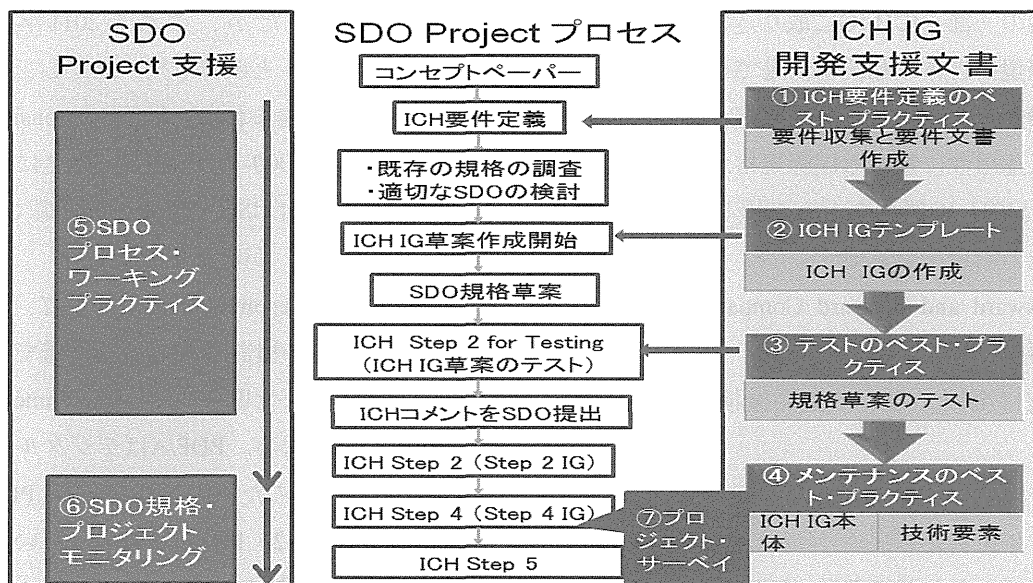 SDO
Project 支援
⑤SDO
プロセス・
ワーキング
プラクティス
⑥SDO規格・
プロジェクト
モニタリング
SDO Project プロセス
コンセプトペーパー
ICH要件定義
・既存の規格の調査
・適切なSDOの検討
ICH IG草案作成開始
SDO規格草案
ICH Step 2 for Testing
（ICH IG草案のテスト）
ICHコメントをSDO提出
ICH Step 2（Step 2 IG）
ICH Step 4（Step 4 IG）
ICH Step 5
⑦プロ
ジェクト・
サーベイ
ICH IG
開発支援文書
① ICH要件定義のベ
スト・プラクティス
要件収集と要件文書
作成
② ICH IGテンプレート
ICH IGの作成
③ テストのベスト・プラ
クティス
規格草案のテスト
④ メンテナンスのベス
ト・プラクティス
ICH IG本
体
技術要素